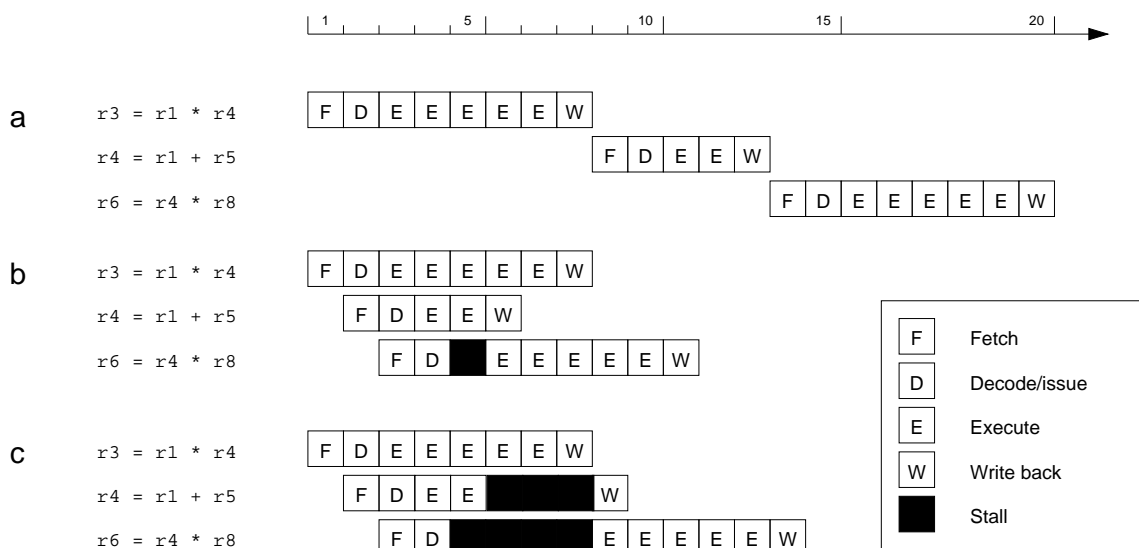 1 5 10 15 20
a r3 = r1 * r4 F D E E E E E W
r4 = r1 + r5 F D E E W
r6 = r4 * r8 F D E E E E E W
b r3 = r1 * r4 F D E E E E E W
r4 = r1 + r5 F D E E W
r6 = r4 * r8 F D E E E E E W
F Fetch
D Decode/issue
E Execute
W Write back
Stall
c r3 = r1 * r4 F D E E E E E W
r4 = r1 + r5 F D E E W
r6 = r4 * r8 F D E E E E E W